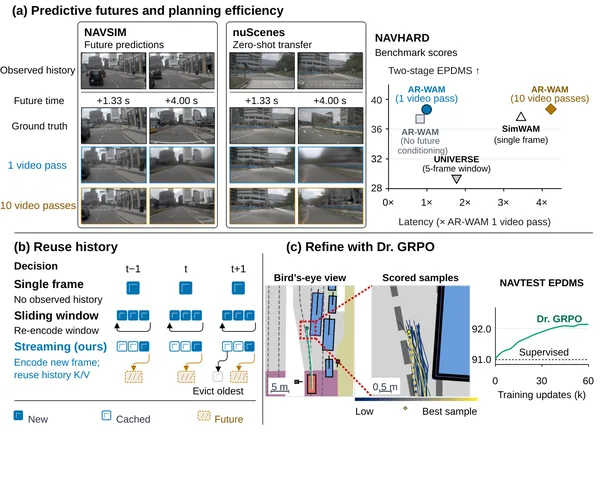 (a) Predictive futures and planning efficiency
NAVSIM
Future predictions
nuScenes
Zero-shot transfer
Observed history
Future time
+1.33 s
+4.00 s
+1.33 s
+4.00 s
Ground truth
1 video pass
10 video passes
NAVHARD
Benchmark scores
Two-stage EPDMS ↑
40
36
32
28
AR-WAM
(1 video pass)
AR-WAM
(10 video passes)
AR-WAM
(No future
conditioning)
SimWAM
(single frame)
UNIVERSE
(5-frame window)
0×
1×
2×
3×
4×
Latency (× AR-WAM 1 video pass)
(b) Reuse history
Decision
t−1
t
t+1
Single frame
No observed history
Sliding window
Re-encode window
Streaming (ours)
Encode new frame;
reuse history K/V
Evict oldest
New
Cached
Future
(c) Refine with Dr. GRPO
Bird's-eye view
Scored samples
5 m
0.5 m
Low
Best sample
NAVTEST EPDMS
Dr. GRPO
92.0
Supervised
91.0
0
30
60
Training updates (k)